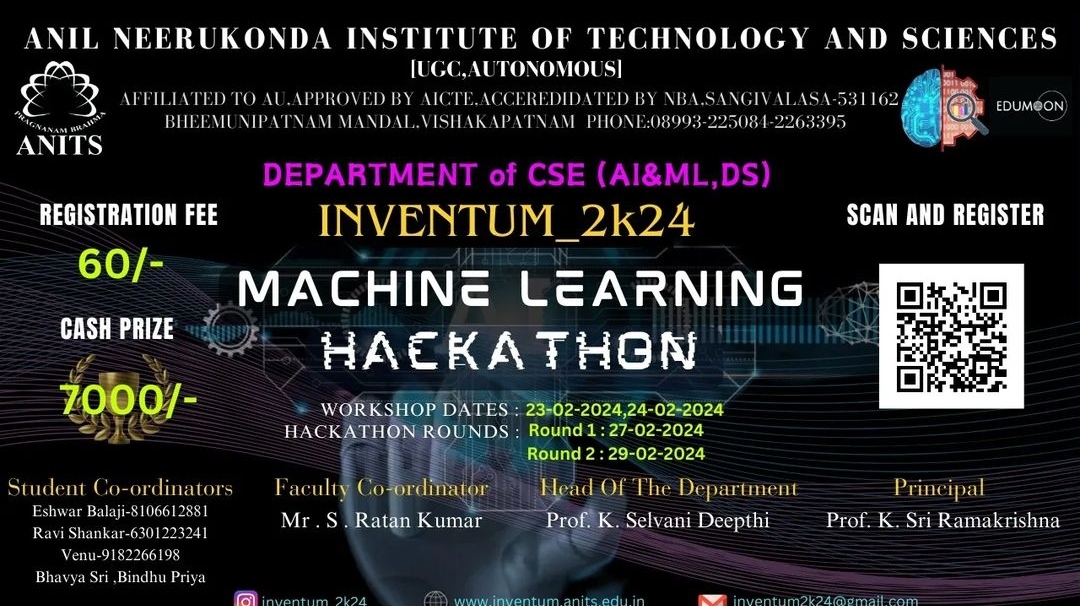 ANIL NEERUKONDA INSTITUTE OF TECHNOLOGY AND SCIENCES
[UGC,AUTONOMOUS]
AFFILIATED TO AU,APPROVED BY AICTE,ACCEREDIDATED BY NBA,SANGIVALASA-531162
BHEEMUNIPATNAM MANDAL,VISHAKAPATNAM PHONE:08993-225084-2263395
PRAGNANAM BRAHMA
ANITS
EDUMOON
DEPARTMENT of CSE (AI&ML,DS)
INVENTUM_2k24
MACHINE LEARNING
HACKATHON
REGISTRATION FEE
60/-
CASH PRIZE
7000/-
SCAN AND REGISTER
WORKSHOP DATES : 23-02-2024,24-02-2024
HACKATHON ROUNDS : Round 1 : 27-02-2024
Round 2 : 29-02-2024
Student Co-ordinators
Eshwar Balaji-8106612881
Ravi Shankar-6301223241
Venu-9182266198
Bhavya Sri ,Bindhu Priya
Faculty Co-ordinator
Mr . S . Ratan Kumar
Head Of The Department
Prof. K. Selvani Deepthi
Principal
Prof. K. Sri Ramakrishna
inventum_2k24
www.inventum.anits.edu.in
inventum2k24@gmail.com